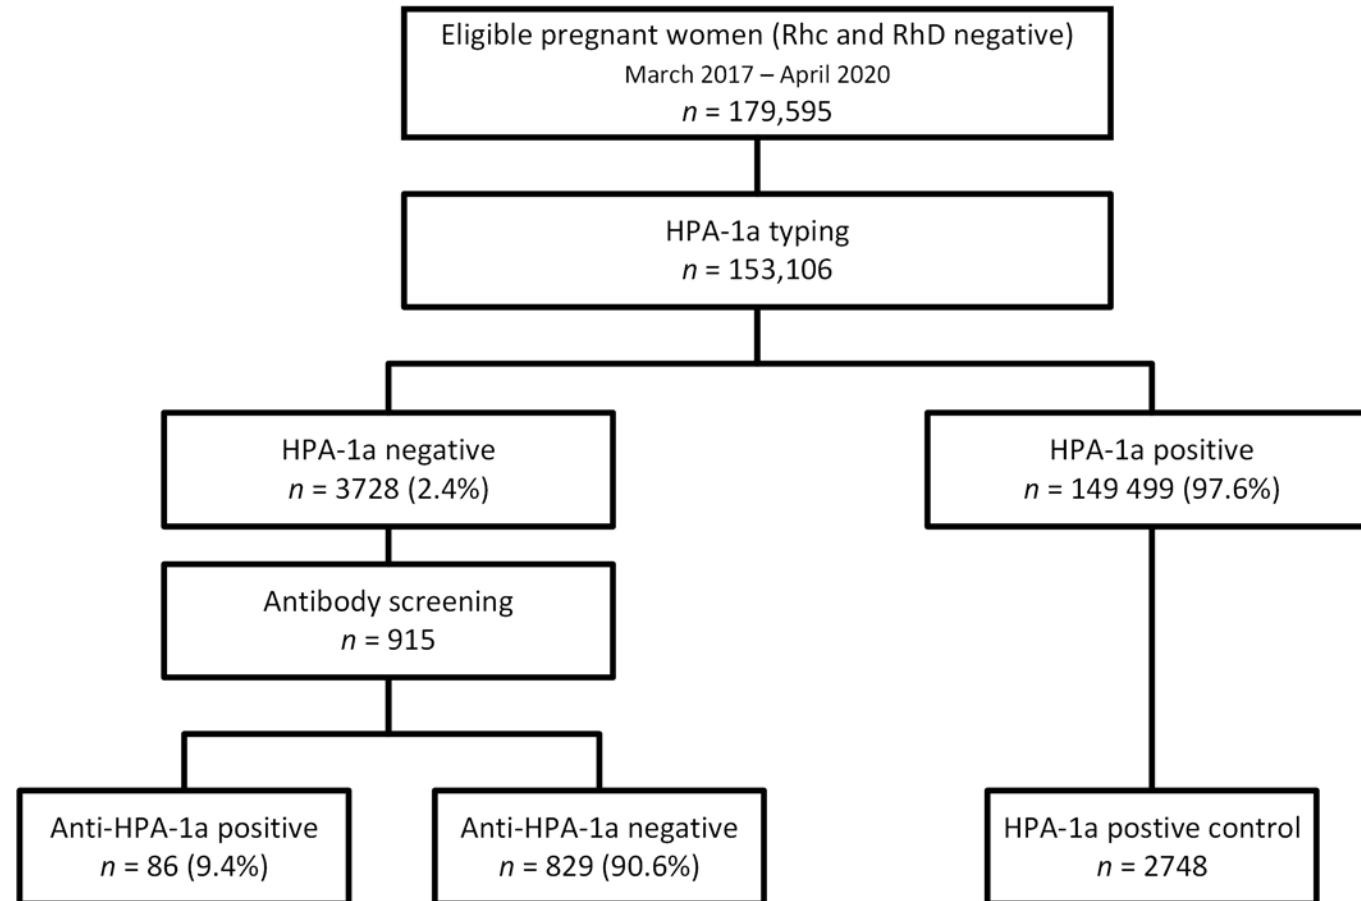 Eligible pregnant women (Rhc and RhD negative)
March 2017 – April 2020
n = 179,595
HPA-1a typing
n = 153,106
HPA-1a negative
n = 3728 (2.4%)
HPA-1a positive
n = 149 499 (97.6%)
Antibody screening
n = 915
Anti-HPA-1a positive
n = 86 (9.4%)
Anti-HPA-1a negative
n = 829 (90.6%)
HPA-1a postive control
n = 2748